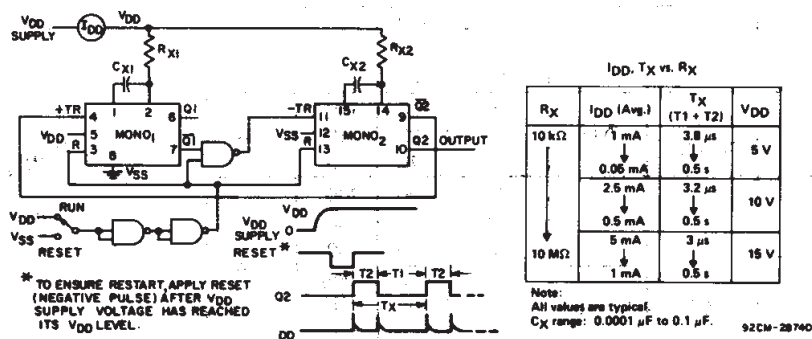 VDD SUPPLY
IDD
VDD
RX1
RX2
CX1
CX2
1 2
15 14
+TR 4
6 Q1
VDD 5
MONO1
R 3
7 Q1
8
VSS
-TR 11
9 Q2
VSS 12
MONO2
R 13
10 Q2 OUTPUT
VDD
RUN
VSS
RESET
VDD
VDD SUPPLY 0
RESET *
T2 T1 T2
Q2
TX
DD
* TO ENSURE RESTART, APPLY RESET
(NEGATIVE PULSE) AFTER VDD
SUPPLY VOLTAGE HAS REACHED
ITS VDD LEVEL.
IDD, TX vs. RX
RX IDD (Avg.) TX (T1 + T2) VDD
10 kΩ 1 mA 3.8 μs 5 V
0.05 mA 0.5 s
2.5 mA 3.2 μs 10 V
0.5 mA 0.5 s
5 mA 3 μs 15 V
10 MΩ 1 mA 0.5 s
Note:
All values are typical.
CX range: 0.0001 μF to 0.1 μF.
92CM-28740